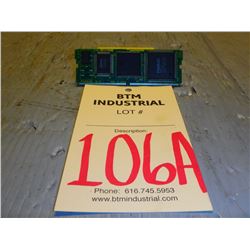 BTM
INDUSTRIAL
LOT #
Description:
106A
Phone: 616.745.5953
www.btmindustrial.com